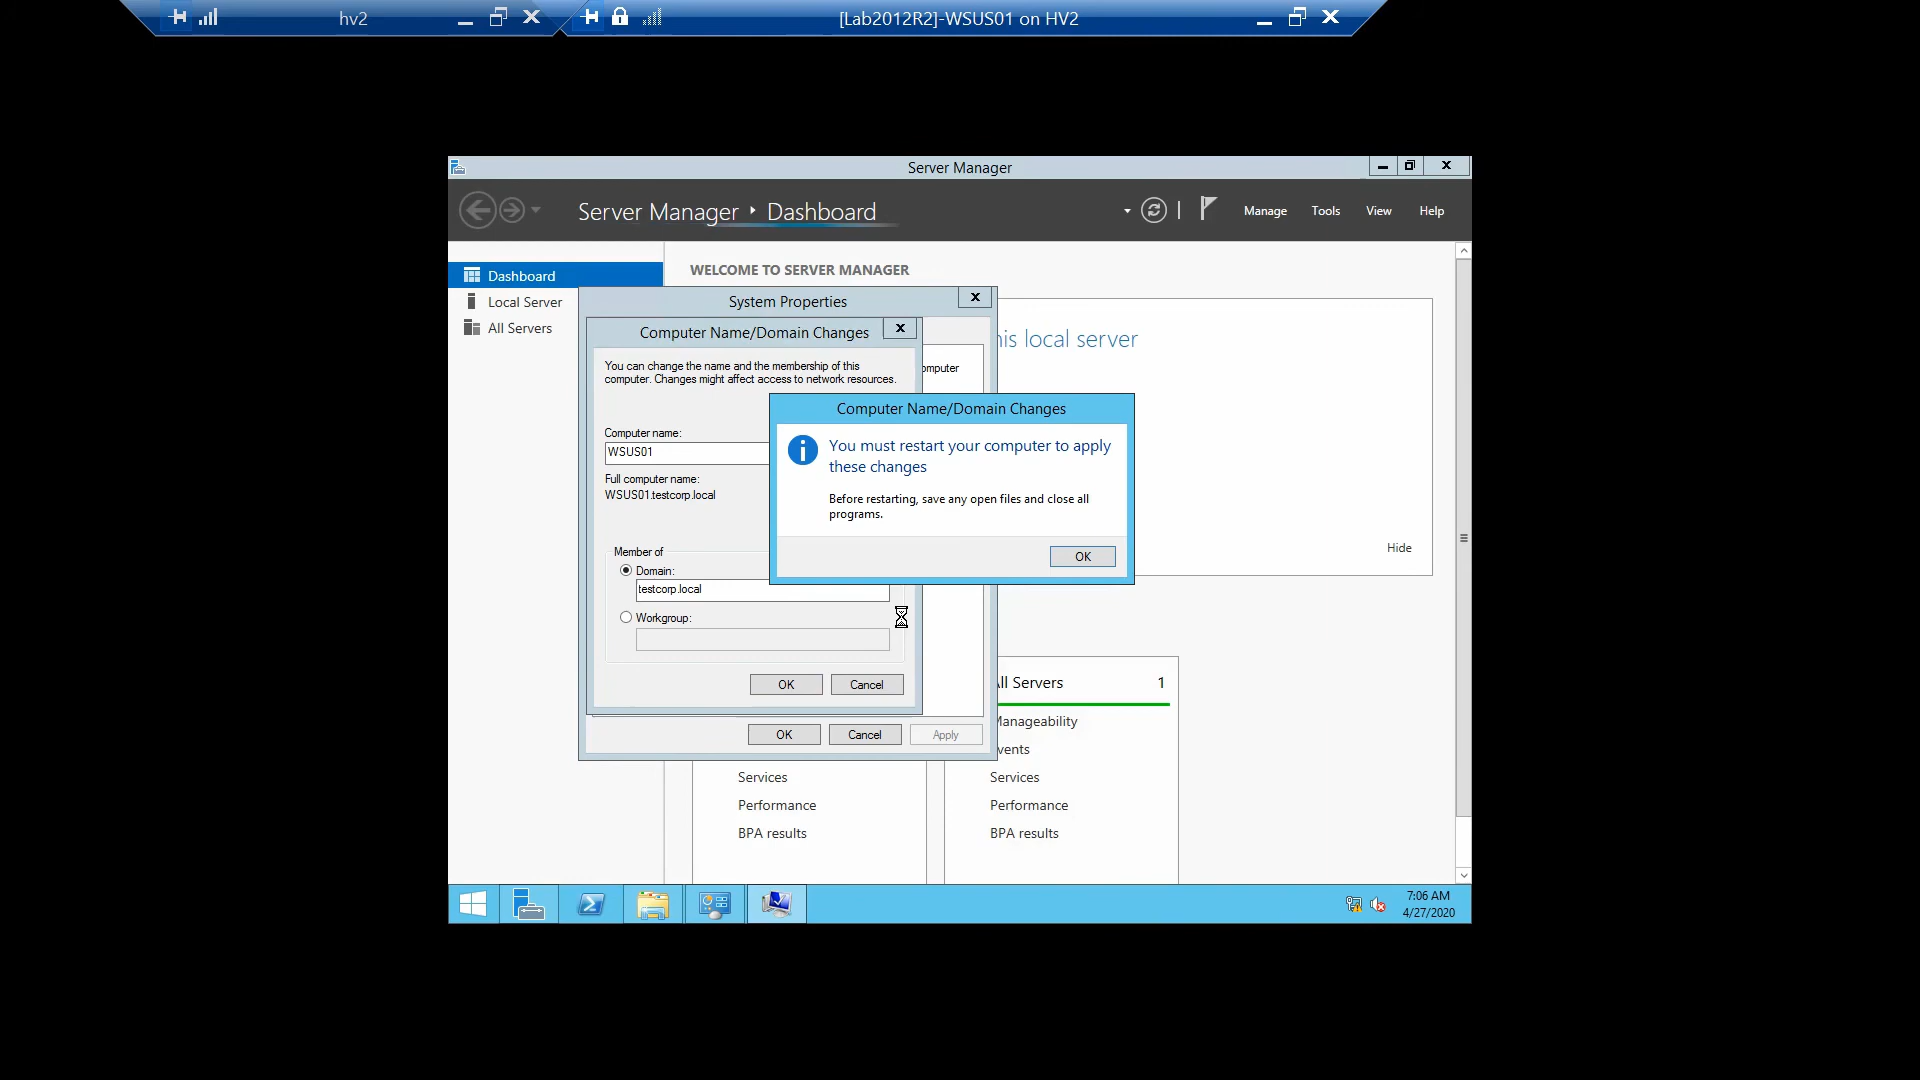 hv2
[Lab2012R2]-WSUS01 on HV2
Server Manager
Server Manager ‣ Dashboard
Manage
Tools
View
Help
Dashboard
Local Server
All Servers
WELCOME TO SERVER MANAGER
his local server
Hide
System Properties
omputer
Computer Name/Domain Changes
You can change the name and the membership of this
computer. Changes might affect access to network resources.
Computer name:
WSUS01
Full computer name:
WSUS01.testcorp.local
Member of
Domain:
testcorp.local
Workgroup:
OK
Cancel
OK
Cancel
Apply
Computer Name/Domain Changes
You must restart your computer to apply
these changes
Before restarting, save any open files and close all
programs.
OK
Services
Performance
BPA results
ll Servers
1
Manageability
vents
Services
Performance
BPA results
7:06 AM
4/27/2020